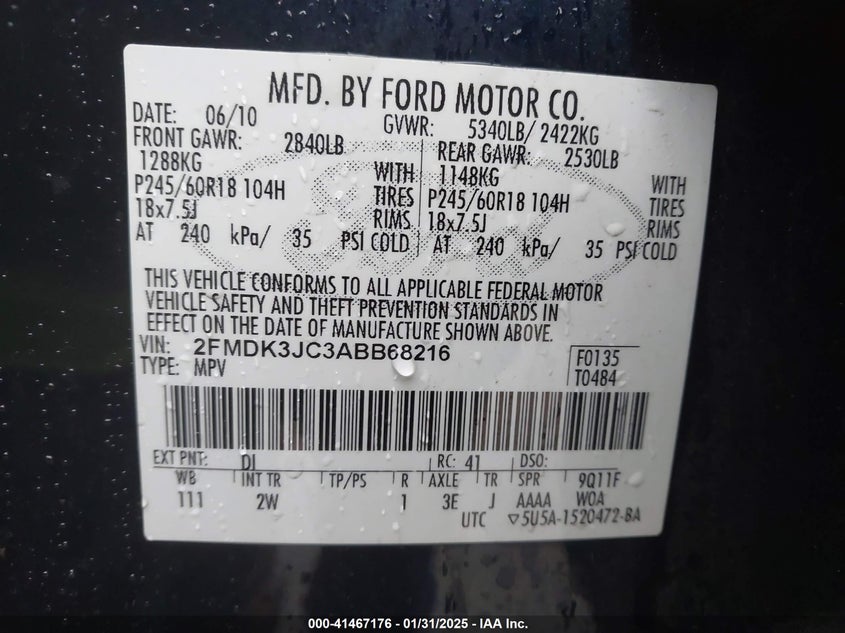 MFD. BY FORD MOTOR CO.
DATE: 06/10 GVWR: 5340LB/ 2422KG
FRONT GAWR: 2840LB REAR GAWR: 2530LB
1288KG WITH 1148KG WITH
P245/60R18 104H TIRES P245/60R18 104H TIRES
18x7.5J RIMS 18x7.5J RIMS
AT 240 kPa/ 35 PSI COLD AT 240 kPa/ 35 PSI COLD
THIS VEHICLE CONFORMS TO ALL APPLICABLE FEDERAL MOTOR
VEHICLE SAFETY AND THEFT PREVENTION STANDARDS IN
EFFECT ON THE DATE OF MANUFACTURE SHOWN ABOVE.
VIN: 2FMDK3JC3ABB68216 F0135
TYPE: MPV T0484
EXT PNT: DI RC: 41 DSO:
WB INT TR TP/PS R AXLE TR SPR 9Q11F
111 2W 1 3E J AAAA WOA
UTC ▽5U5A-1520472-BA
000-41467176 - 01/31/2025 - IAA Inc.